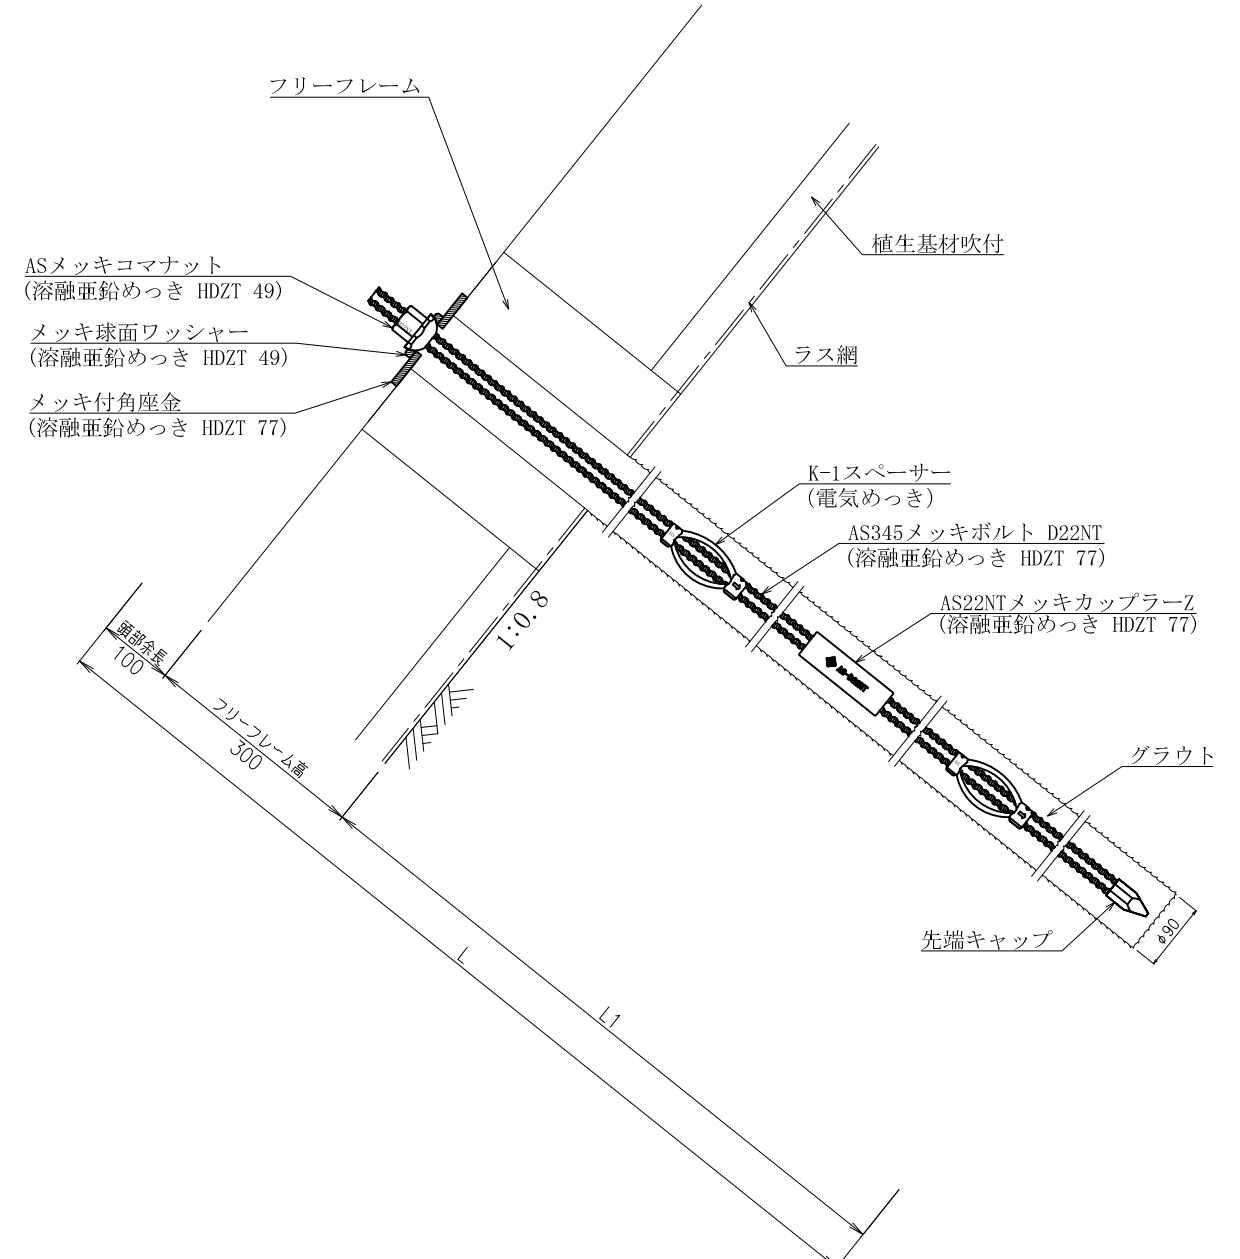 フリーフレーム
植生基材吹付
ASメッキコマナット
(溶融亜鉛めっき HDZT 49)
メッキ球面ワッシャー
(溶融亜鉛めっき HDZT 49)
ラス網
メッキ付角座金
(溶融亜鉛めっき HDZT 77)
K-1スペーサー
(電気めっき)
AS345メッキボルト D22NT
(溶融亜鉛めっき HDZT 77)
AS22NTメッキカップラーZ
(溶融亜鉛めっき HDZT 77)
1:0.8
頭部余長
100
フリーフレーム高
300
グラウト
先端キャップ
φ90
L
L1